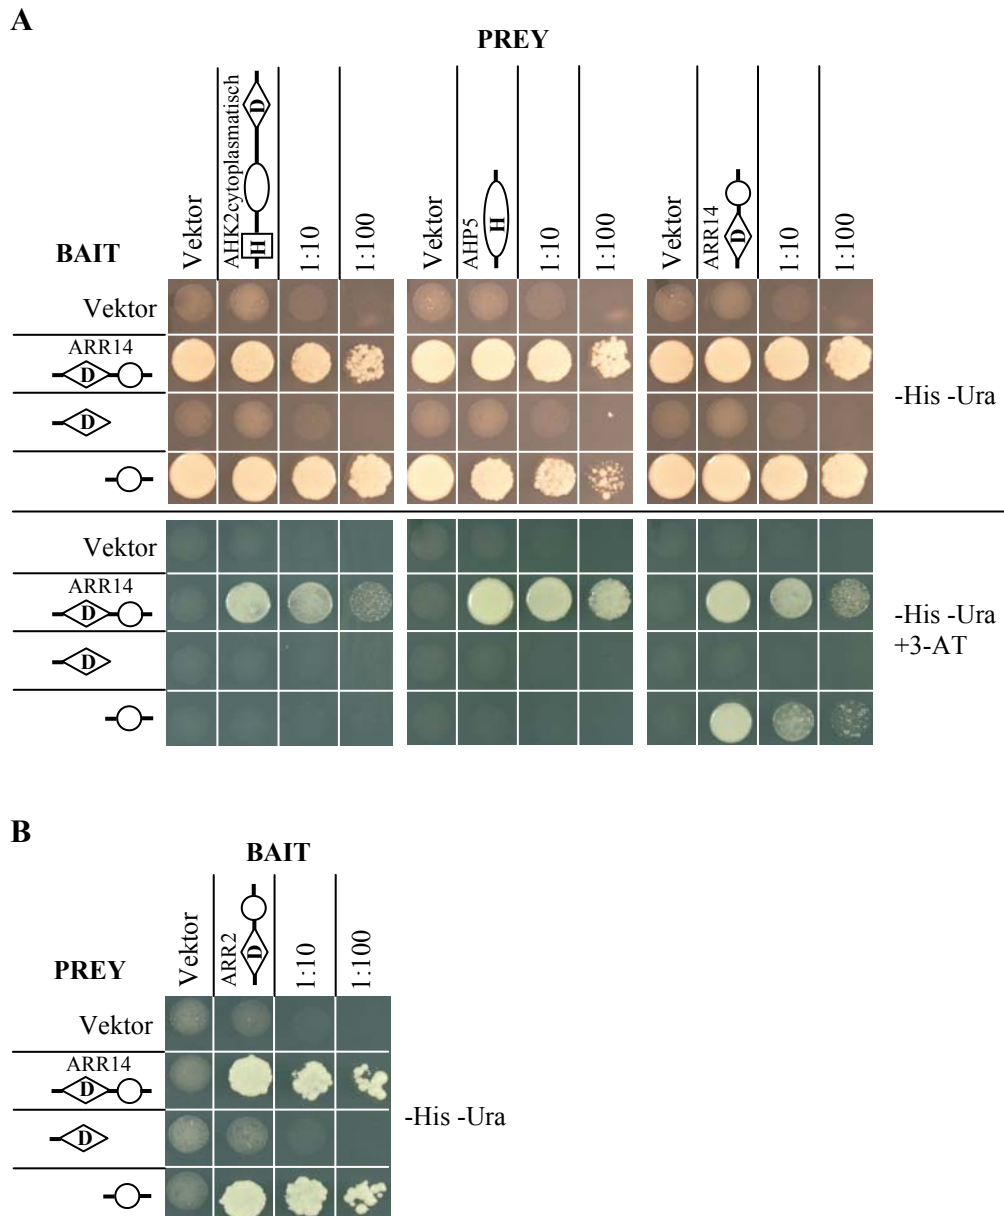 A
PREY
BAIT
Vektor
AHK2cytoplasmatisch
H
D
1:10
1:100
Vektor
AHP5
H
1:10
1:100
Vektor
ARR14
D
1:10
1:100
Vektor
ARR14
D
D
-His -Ura
Vektor
ARR14
D
D
-His -Ura
+3-AT
B
BAIT
PREY
Vektor
ARR2
D
1:10
1:100
Vektor
ARR14
D
D
-His -Ura